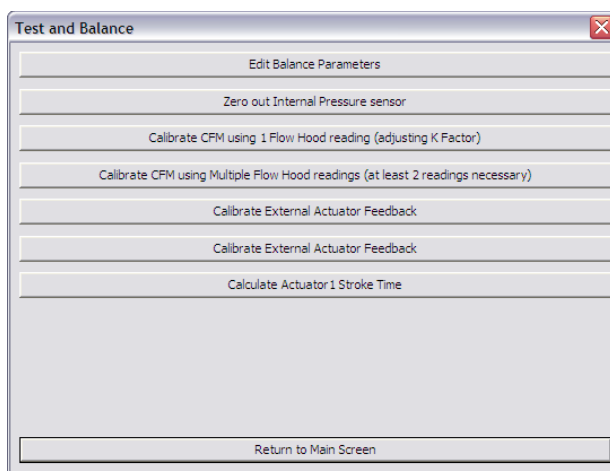 Test and Balance
Edit Balance Parameters
Zero out Internal Pressure sensor
Calibrate CFM using 1 Flow Hood reading (adjusting K Factor)
Calibrate CFM using Multiple Flow Hood readings (at least 2 readings necessary)
Calibrate External Actuator Feedback
Calibrate External Actuator Feedback
Calculate Actuator1 Stroke Time
Return to Main Screen